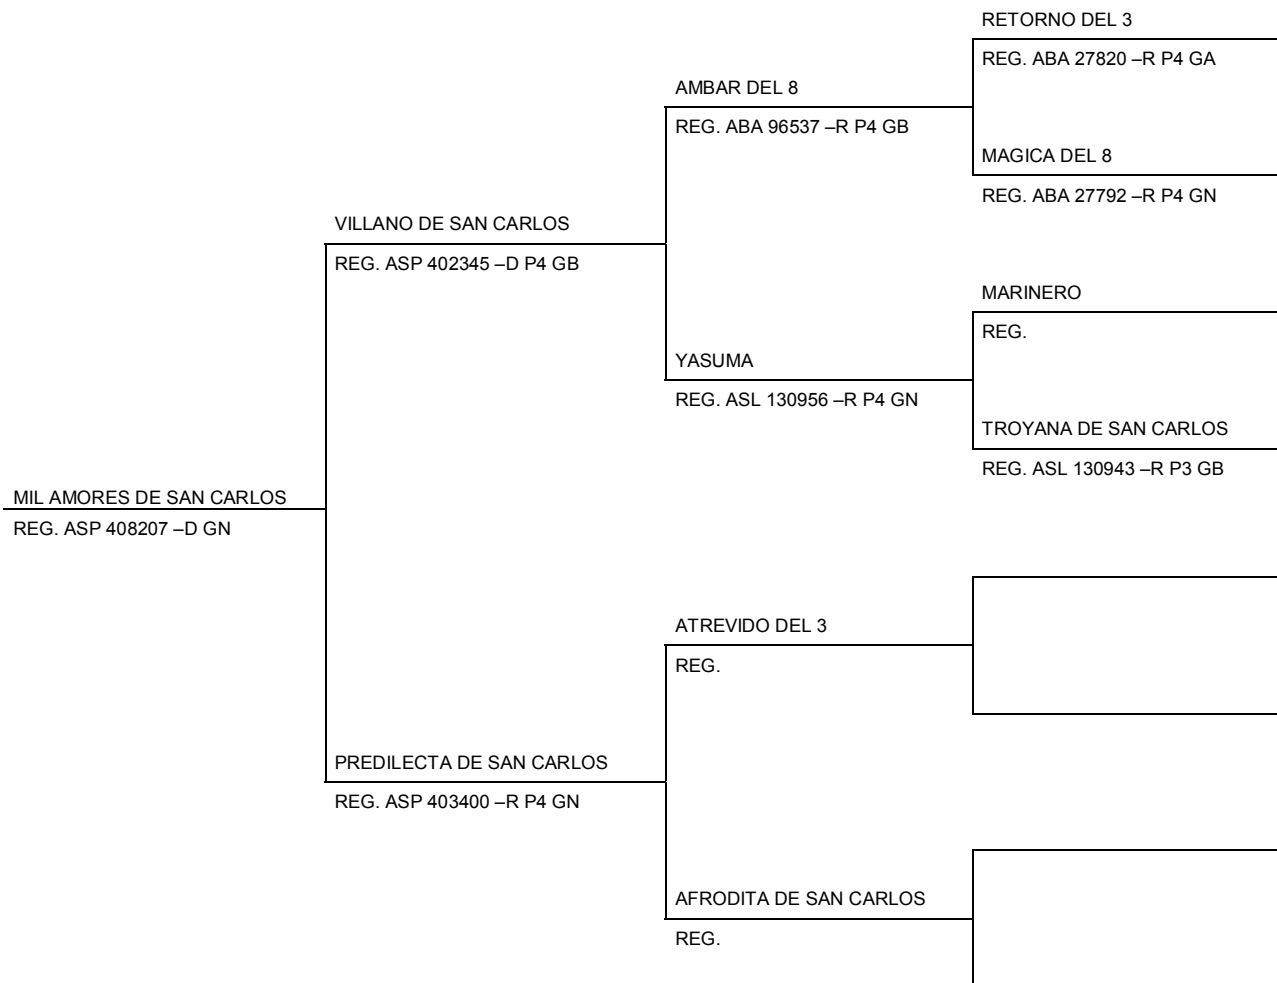 RETORNO DEL 3
REG. ABA 27820 –R P4 GA
AMBAR DEL 8
REG. ABA 96537 –R P4 GB
MAGICA DEL 8
REG. ABA 27792 –R P4 GN
VILLANO DE SAN CARLOS
REG. ASP 402345 –D P4 GB
MARINERO
REG.
YASUMA
REG. ASL 130956 –R P4 GN
TROYANA DE SAN CARLOS
REG. ASL 130943 –R P3 GB
MIL AMORES DE SAN CARLOS
REG. ASP 408207 –D GN
ATREVIDO DEL 3
REG.
PREDILECTA DE SAN CARLOS
REG. ASP 403400 –R P4 GN
AFRODITA DE SAN CARLOS
REG.